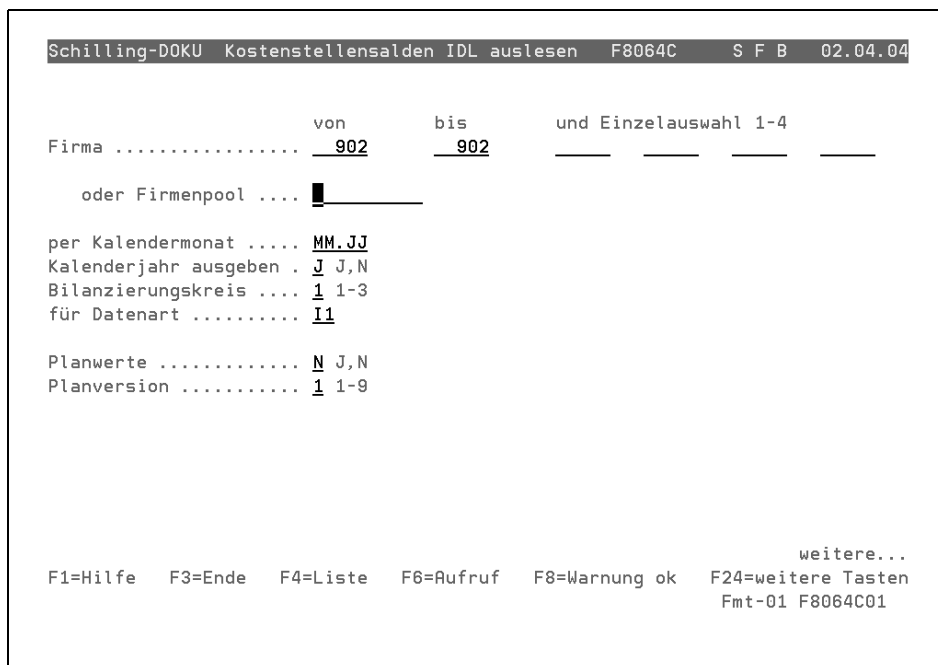 Schilling-DOKU Kostenstellensalden IDL auslesen F8064C S F B 02.04.04
von bis und Einzelauswahl 1-4
Firma ................. 902 902
oder Firmenpool ....
per Kalendermonat ..... MM.JJ
Kalenderjahr ausgeben . J J,N
Bilanzierungskreis .... 1 1-3
für Datenart .......... I1
Planwerte ............. N J,N
Planversion ........... 1 1-9
weitere...
F1=Hilfe F3=Ende F4=Liste F6=Aufruf F8=Warnung ok F24=weitere Tasten
Fmt-01 F8064C01